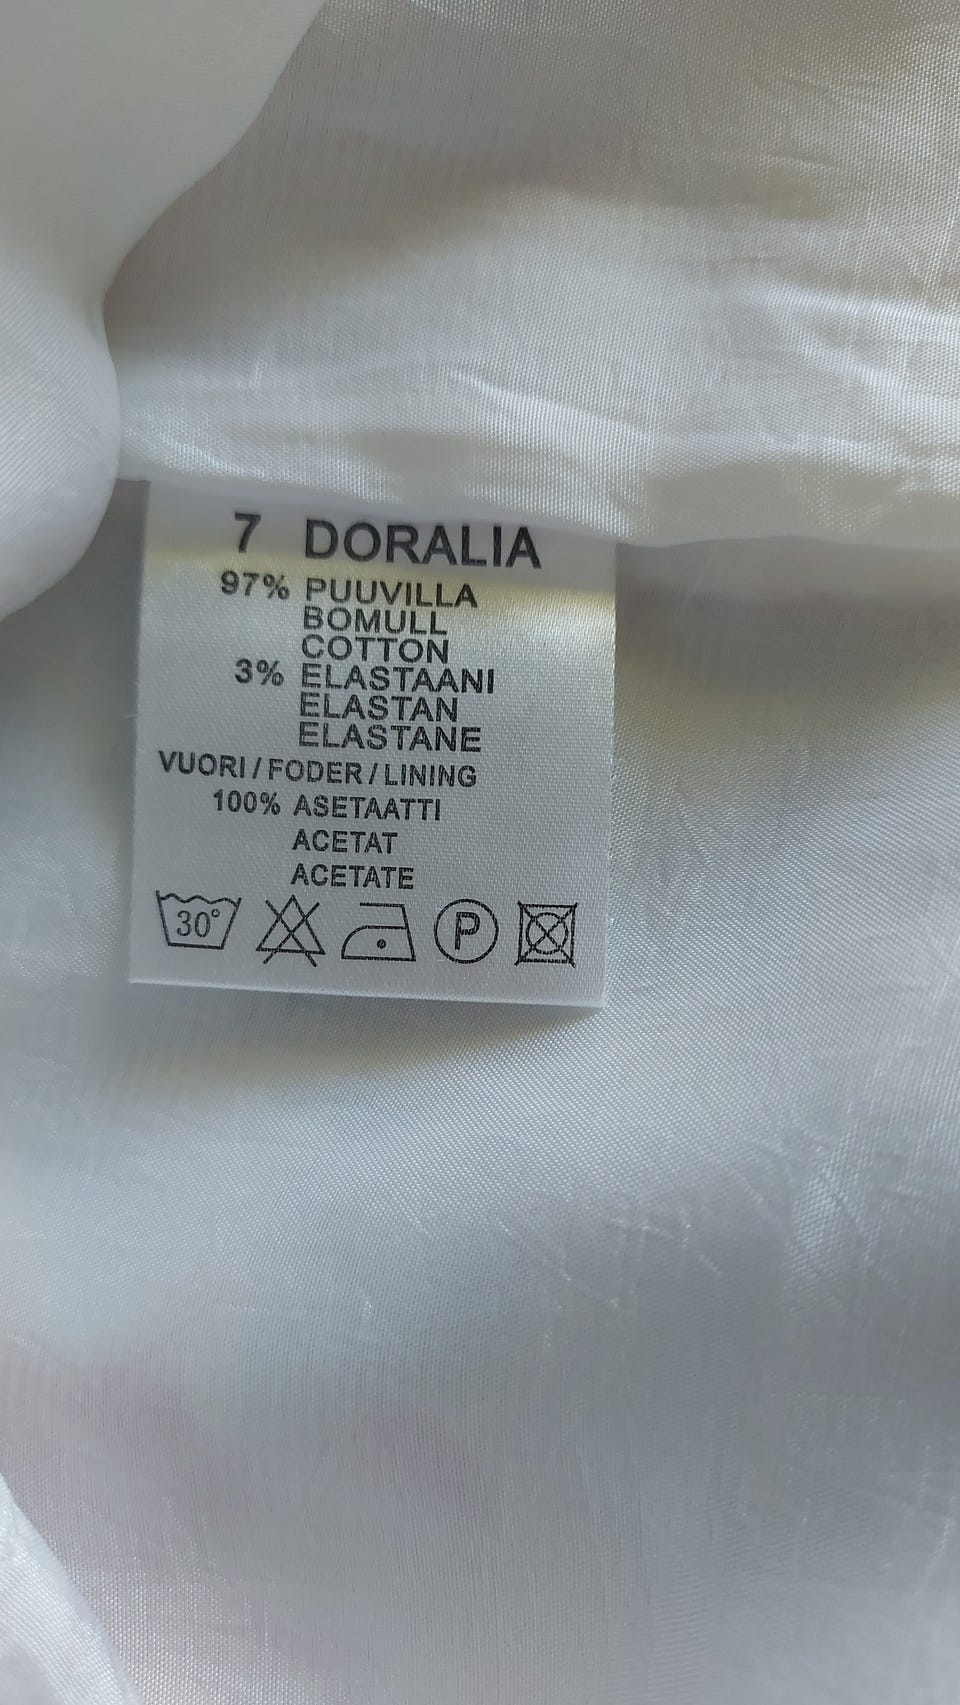 7 DORALIA
97% PUUVILLA
BOMULL
COTTON
3% ELASTAANI
ELASTAN
ELASTANE
VUORI/FODER/LINING
100% ASETAATTI
ACETAT
ACETATE
30° P